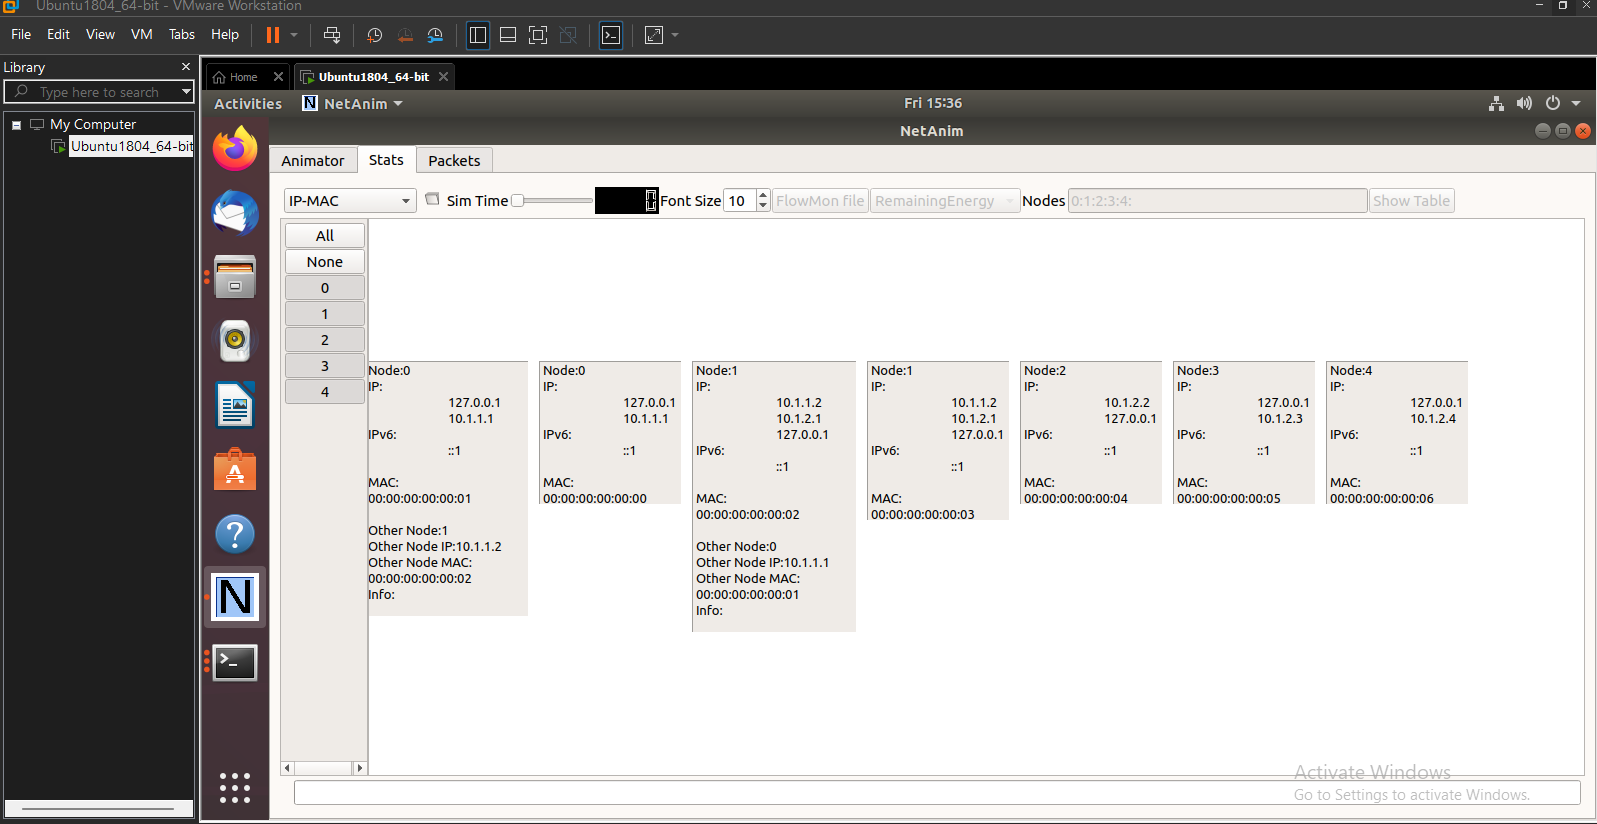 Ubuntu1804_64-bit - VMware Workstation
File Edit View VM Tabs Help
Library
Type here to search
My Computer
Ubuntu1804_64-bit
Home
Ubuntu1804_64-bit
Activities
NetAnim
Fri 15:36
NetAnim
Animator Stats Packets
IP-MAC
Sim Time
0
Font Size 10
FlowMon file
RemainingEnergy
Nodes 0:1:2:3:4:
Show Table
All
None
0
1
2
3
4
Node:0
IP:
127.0.0.1
10.1.1.1
IPv6:
::1
MAC:
00:00:00:00:00:01
Other Node:1
Other Node IP:10.1.1.2
Other Node MAC:
00:00:00:00:00:02
Info:
Node:0
IP:
127.0.0.1
10.1.1.1
IPv6:
::1
MAC:
00:00:00:00:00:00
Node:1
IP:
10.1.1.2
10.1.2.1
127.0.0.1
IPv6:
::1
MAC:
00:00:00:00:00:02
Other Node:0
Other Node IP:10.1.1.1
Other Node MAC:
00:00:00:00:00:01
Info:
Node:1
IP:
10.1.1.2
10.1.2.1
127.0.0.1
IPv6:
::1
MAC:
00:00:00:00:00:03
Node:2
IP:
10.1.2.2
127.0.0.1
IPv6:
::1
MAC:
00:00:00:00:00:04
Node:3
IP:
127.0.0.1
10.1.2.3
IPv6:
::1
MAC:
00:00:00:00:00:05
Node:4
IP:
127.0.0.1
10.1.2.4
IPv6:
::1
MAC:
00:00:00:00:00:06
Activate Windows
Go to Settings to activate Windows.